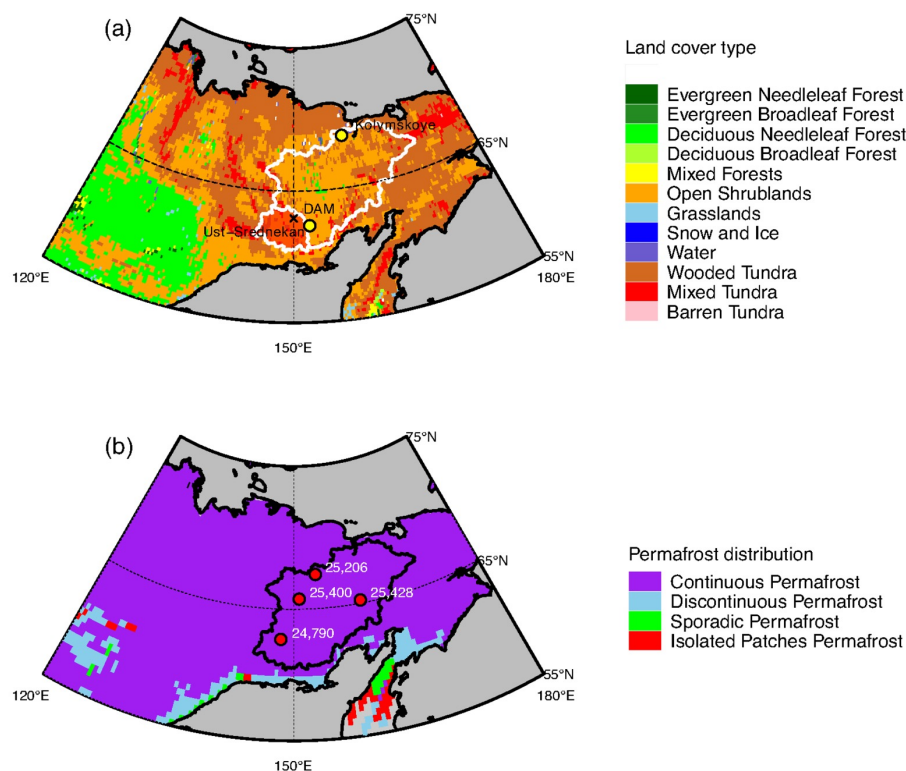 (a)
75°N
Land cover type
Evergreen Needleleaf Forest
Evergreen Broadleaf Forest
Deciduous Needleleaf Forest
Deciduous Broadleaf Forest
Mixed Forests
Open Shrublands
Grasslands
Snow and Ice
Water
Wooded Tundra
Mixed Tundra
Barren Tundra
Kolymskoye
65°N
DAM
Ust-Srednekan
55°N
120°E
180°E
150°E
(b)
75°N
65°N
Permafrost distribution
Continuous Permafrost
Discontinuous Permafrost
Sporadic Permafrost
Isolated Patches Permafrost
25,206
25,400
25,428
24,790
55°N
120°E
180°E
150°E